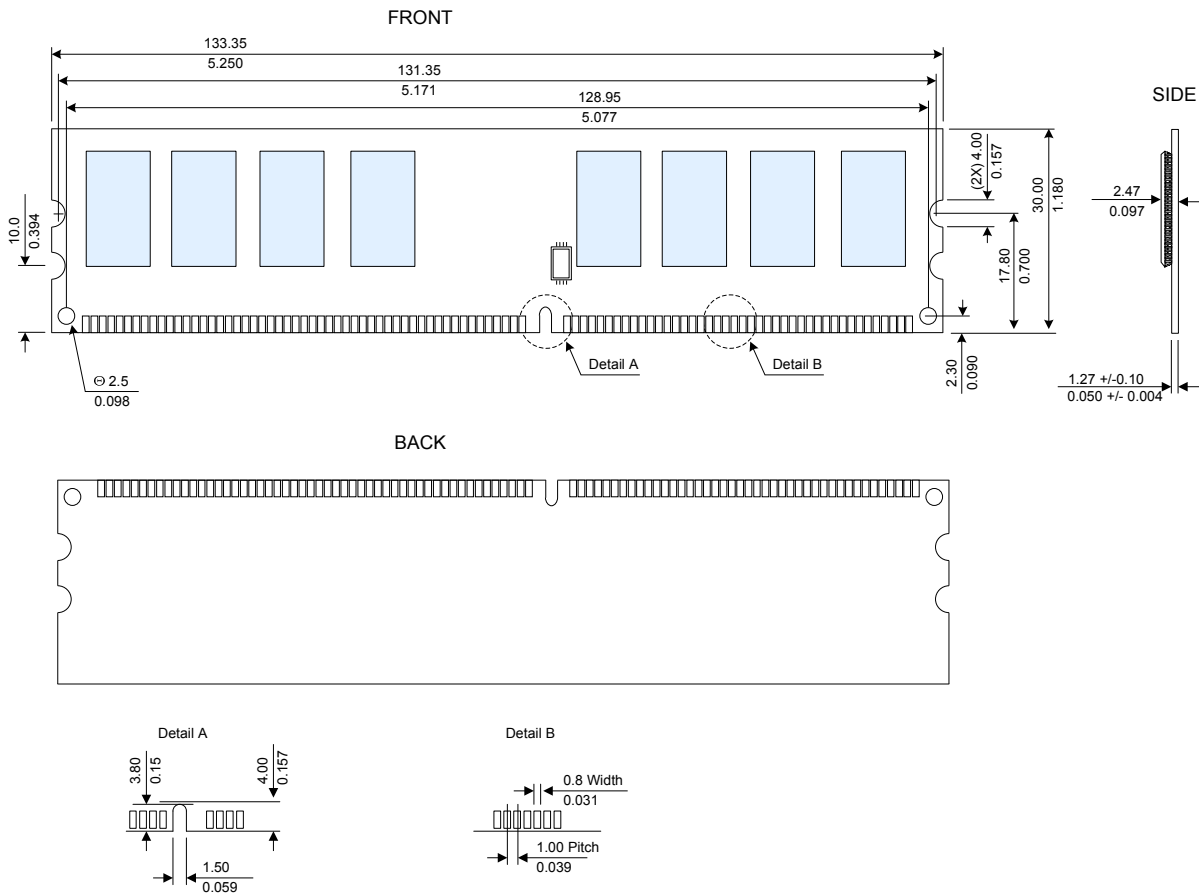 FRONT
133.35
5.250
131.35
5.171
128.95
5.077
SIDE
(2X) 4.00
0.157
30.00
1.180
10.0
0.394
17.80
0.700
2.47
0.097
Detail A
Detail B
2.30
0.090
Θ 2.5
0.098
1.27 +/-0.10
0.050 +/- 0.004
BACK
Detail A
3.80
0.15
4.00
0.157
1.50
0.059
Detail B
0.8 Width
0.031
1.00 Pitch
0.039